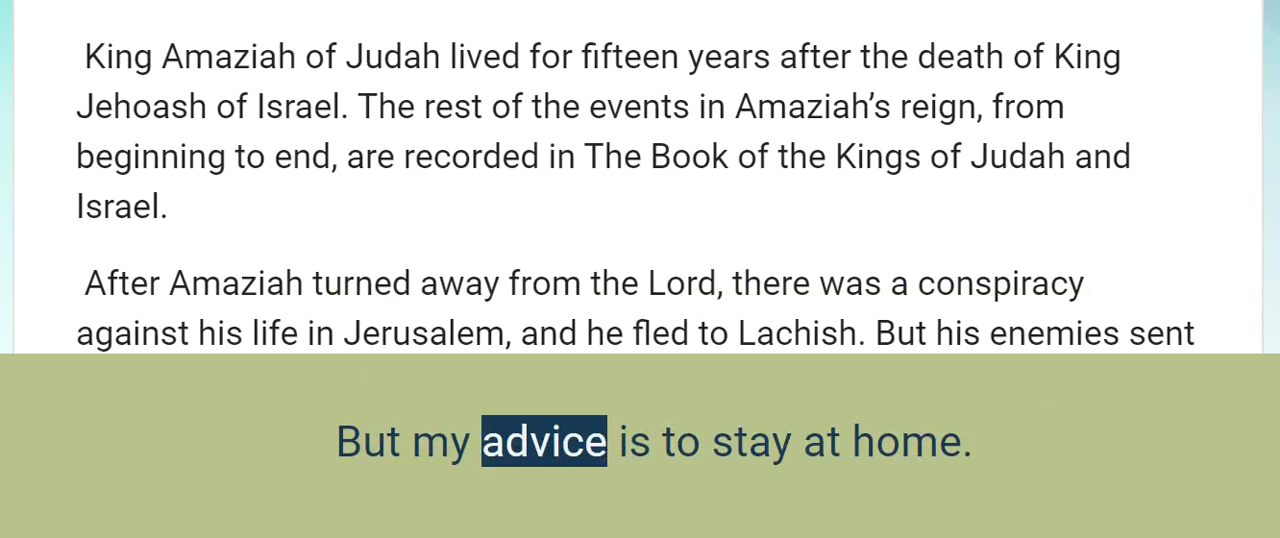 King Amaziah of Judah lived for fifteen years after the death of King
Jehoash of Israel. The rest of the events in Amaziah’s reign, from
beginning to end, are recorded in The Book of the Kings of Judah and
Israel.
After Amaziah turned away from the Lord, there was a conspiracy
against his life in Jerusalem, and he fled to Lachish. But his enemies sent
But my advice is to stay at home.